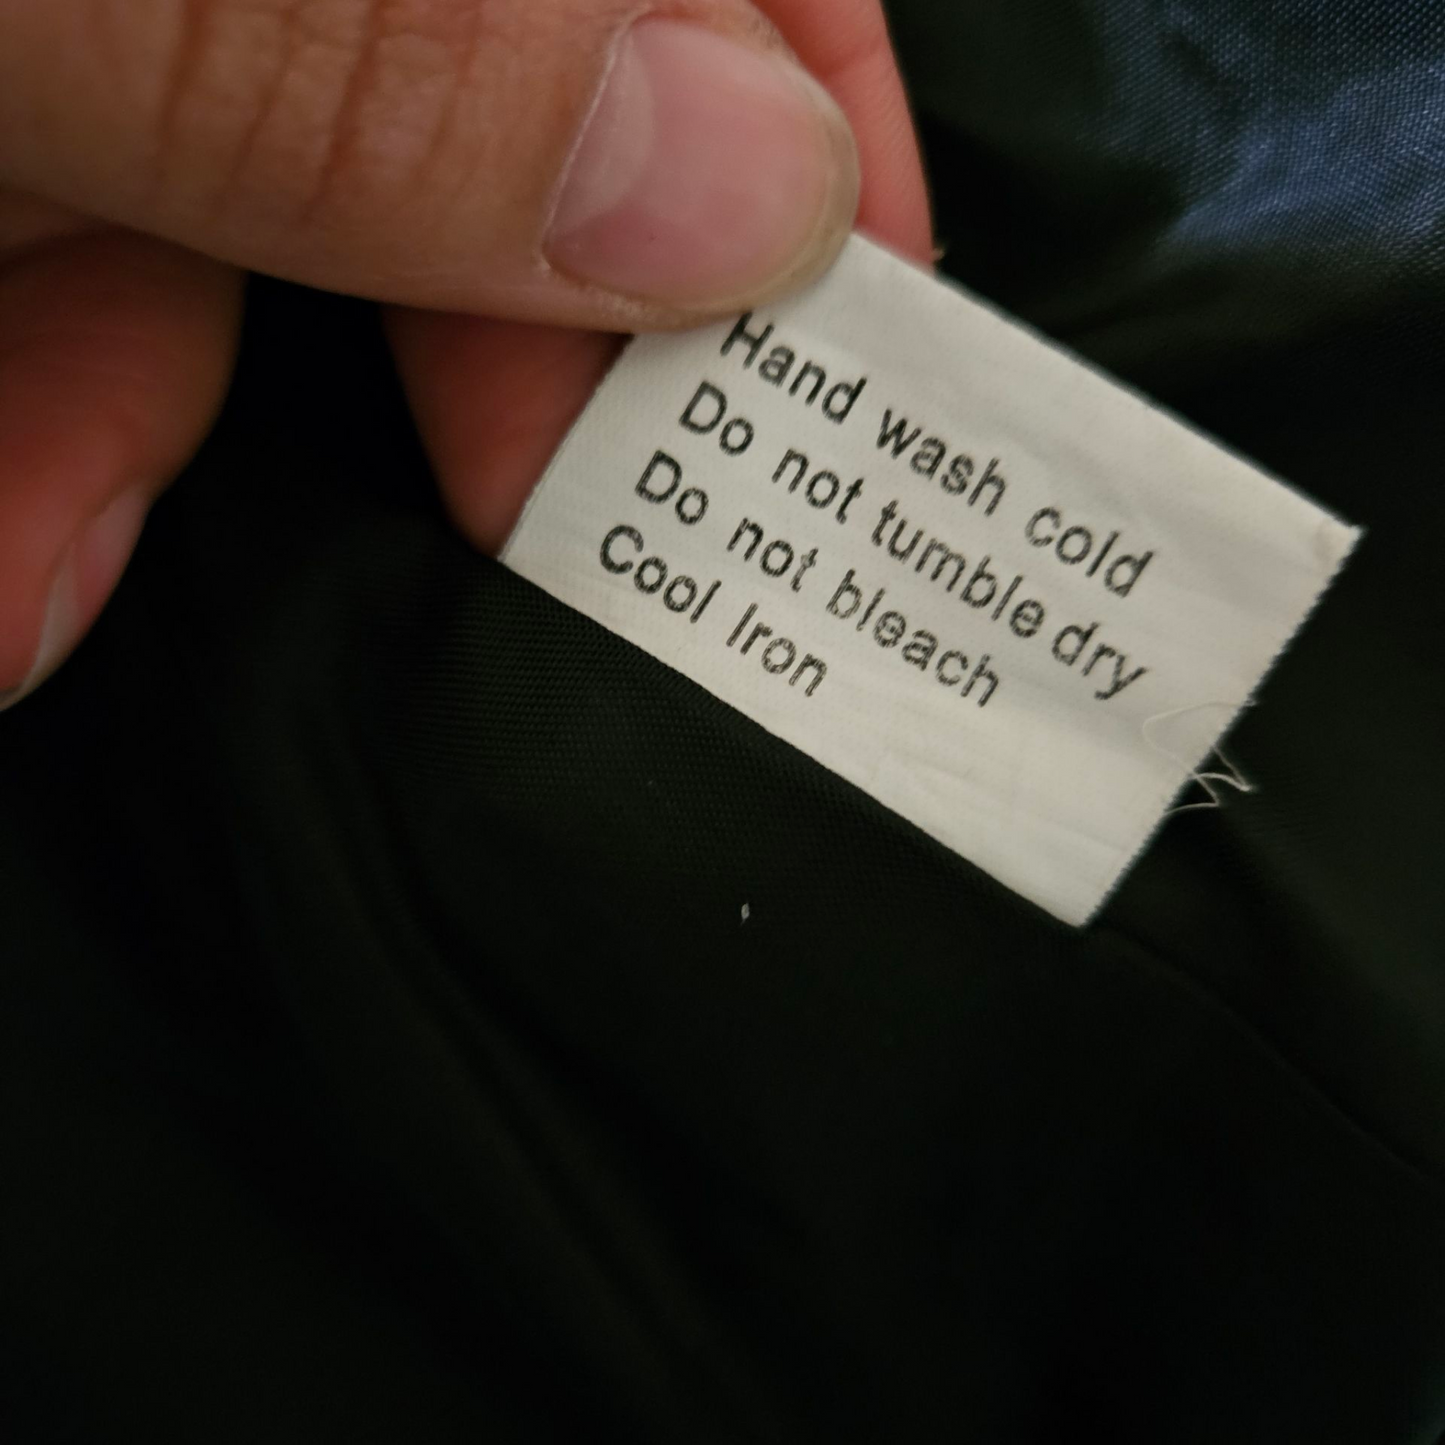 Hand wash cold
Do not tumble dry
Do not bleach
Cool Iron